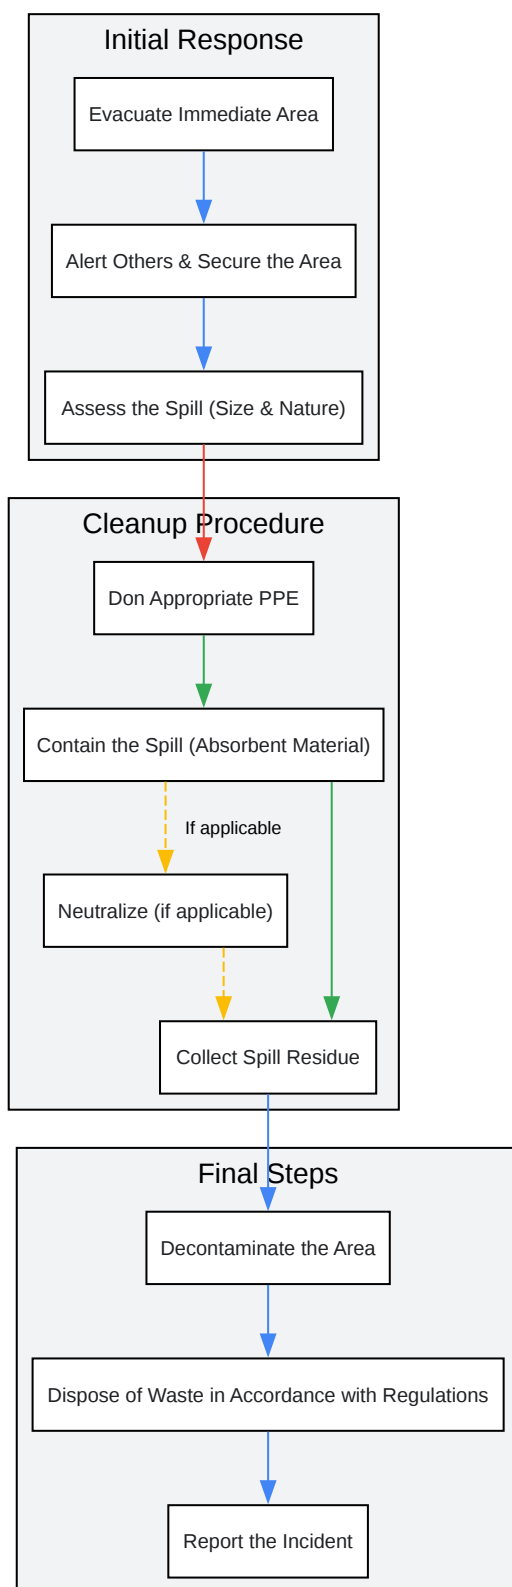 Initial Response
Evacuate Immediate Area
Alert Others & Secure the Area
Assess the Spill (Size & Nature)
Cleanup Procedure
Don Appropriate PPE
Contain the Spill (Absorbent Material)
If applicable
Neutralize (if applicable)
Collect Spill Residue
Final Steps
Decontaminate the Area
Dispose of Waste in Accordance with Regulations
Report the Incident